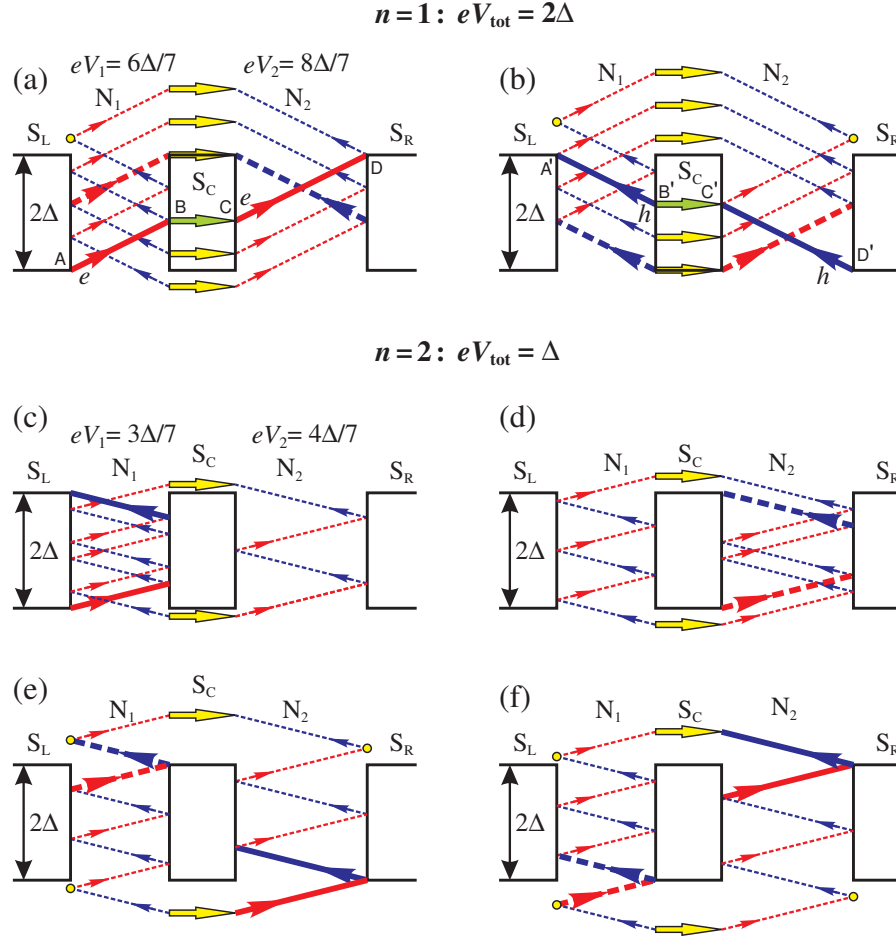 n = 1 : eV_tot = 2Δ
(a) eV₁ = 6Δ/7 eV₂ = 8Δ/7
N₁ N₂
S_L S_R
S_C
2Δ
A e B C e D
(b) N₁ N₂
S_L S_R
S_C
2Δ
A' B' C' D'
h h
n = 2 : eV_tot = Δ
(c) eV₁ = 3Δ/7 eV₂ = 4Δ/7
S_L N₁ S_C N₂ S_R
2Δ
(d)
S_L N₁ S_C N₂ S_R
2Δ
(e) S_C
N₁ N₂
S_L S_R
2Δ
(f)
N₁ S_C N₂
S_L S_R
2Δ